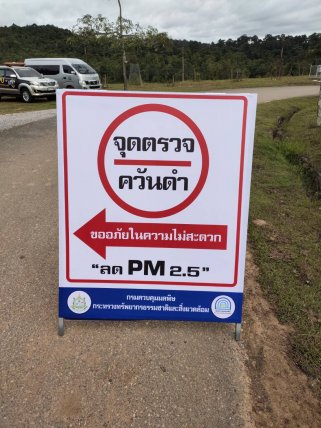 จุดตรวจ
ควันดำ
ขออภัยในความไม่สะดวก
“ลด PM 2.5”
กรมควบคุมมลพิษ
กระทรวงทรัพยากรธรรมชาติและสิ่งแวดล้อม